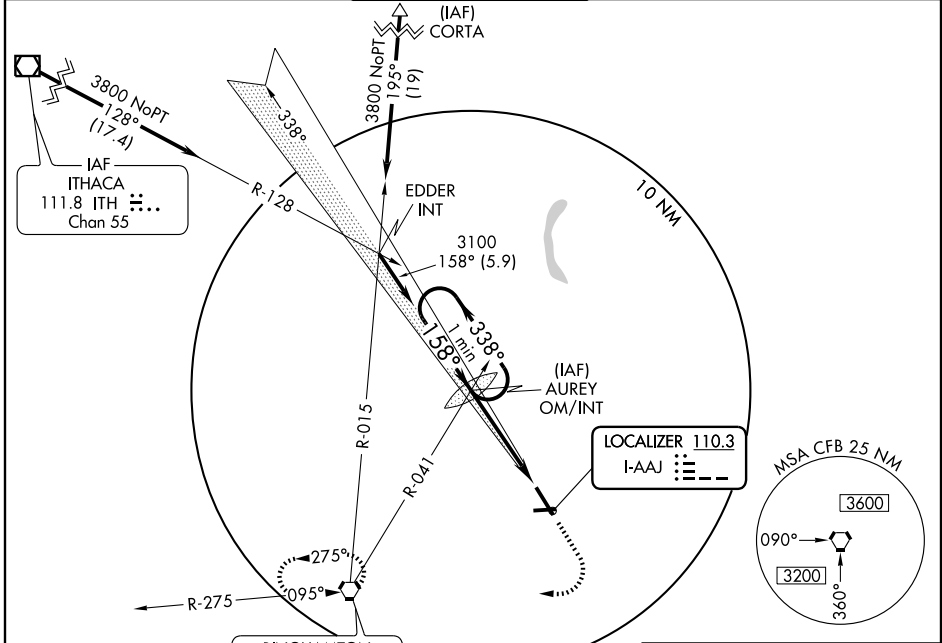 (IAF)
CORTA
3800 NoPT
195°
(19)
3800 NoPT
128°
(17.4)
338°
IAF
ITHACA
111.8 ITH
Chan 55
R-128
EDDER
INT
10 NM
3100
158° (5.9)
338°
1 min
158°
(IAF)
AUREY
OM/INT
R-015
R-041
LOCALIZER 110.3
I-AAJ
MSA CFB 25 NM
3600
090°
3200
360°
275°
095°
R-275